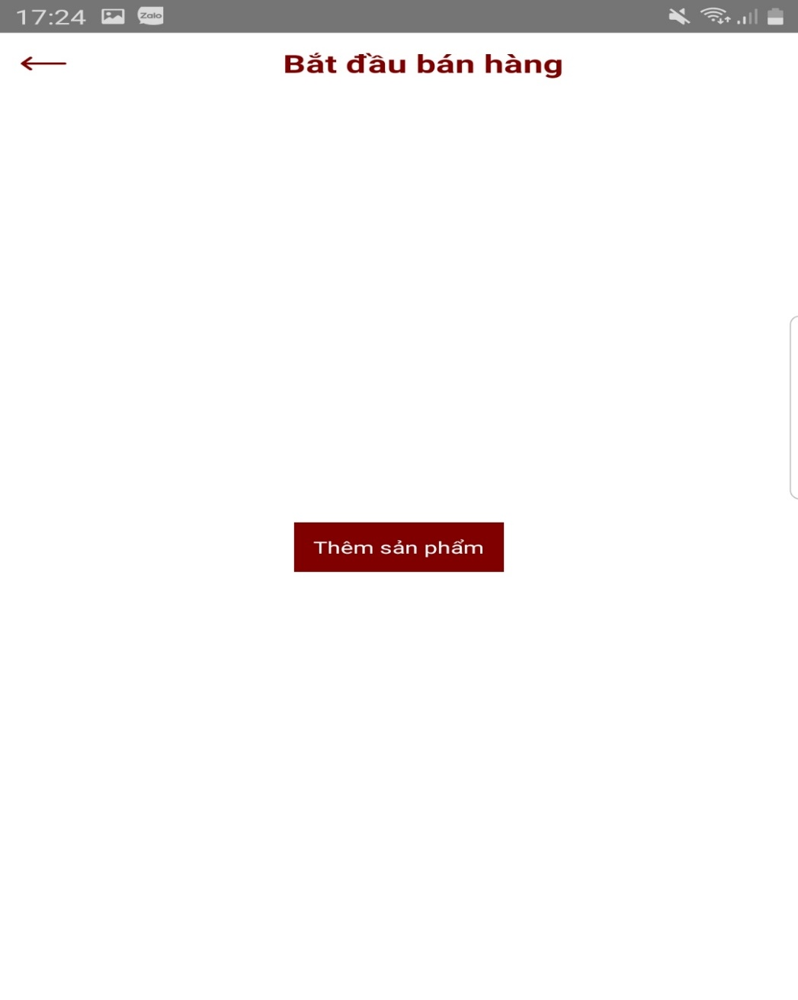 17:24 Zalo
Bắt đầu bán hàng
Thêm sản phẩm